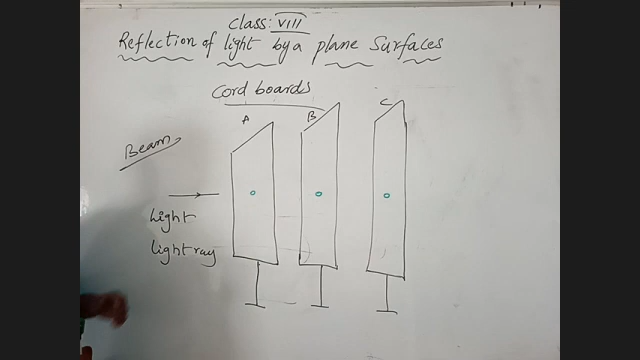 class: VIII
Reflection of light by a plane Surfaces
Cord boards
A B C
Beam
Light
light ray